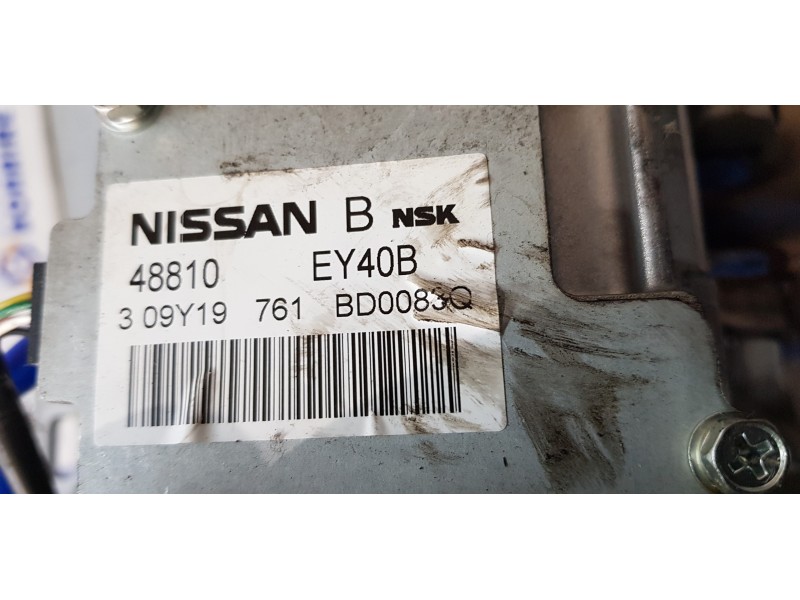 NISSAN B NSK
48810 EY40B
3 09Y19 761 BD0083Q